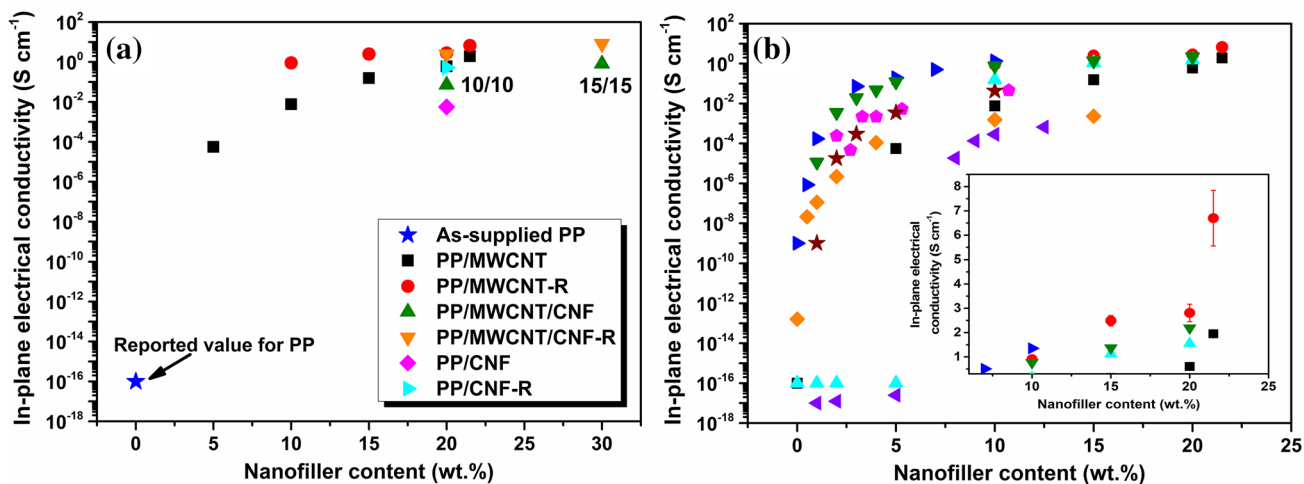 (a)
In-plane electrical conductivity (S cm⁻¹)
10²
10⁰
10⁻²
10⁻⁴
10⁻⁶
10⁻⁸
10⁻¹⁰
10⁻¹²
10⁻¹⁴
10⁻¹⁶
10⁻¹⁸
10/10
15/15
As-supplied PP
PP/MWCNT
PP/MWCNT-R
PP/MWCNT/CNF
PP/MWCNT/CNF-R
PP/CNF
PP/CNF-R
Reported value for PP
0 5 10 15 20 25 30
Nanofiller content (wt.%)
(b)
In-plane electrical conductivity (S cm⁻¹)
10²
10⁰
10⁻²
10⁻⁴
10⁻⁶
10⁻⁸
10⁻¹⁰
10⁻¹²
10⁻¹⁴
10⁻¹⁶
10⁻¹⁸
In-plane electrical
conductivity (S cm⁻¹)
8
7
6
5
4
3
2
1
10 15 20 25
Nanofiller content (wt.%)
0 5 10 15 20 25
Nanofiller content (wt.%)